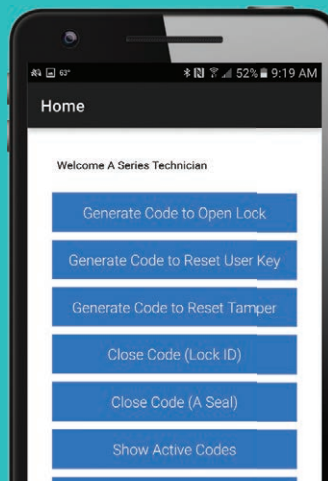 63° 52% 9:19 AM
Home
Welcome A Series Technician
Generate Code to Open Lock
Generate Code to Reset User Key
Generate Code to Reset Tamper
Close Code (Lock ID)
Close Code (A Seal)
Show Active Codes